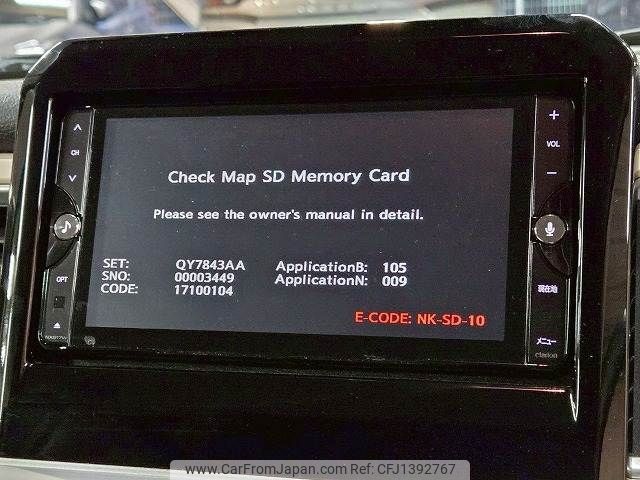 Check Map SD Memory Card
Please see the owner's manual in detail.
SET: QY7843AA ApplicationB: 105
SNO: 00003449 ApplicationN: 009
CODE: 17100104
E-CODE: NK-SD-10
CH
OPT
+
VOL
−
現在地
メニュー
clarion
www.CarFromJapan.com - Ref No: CFJ1392767